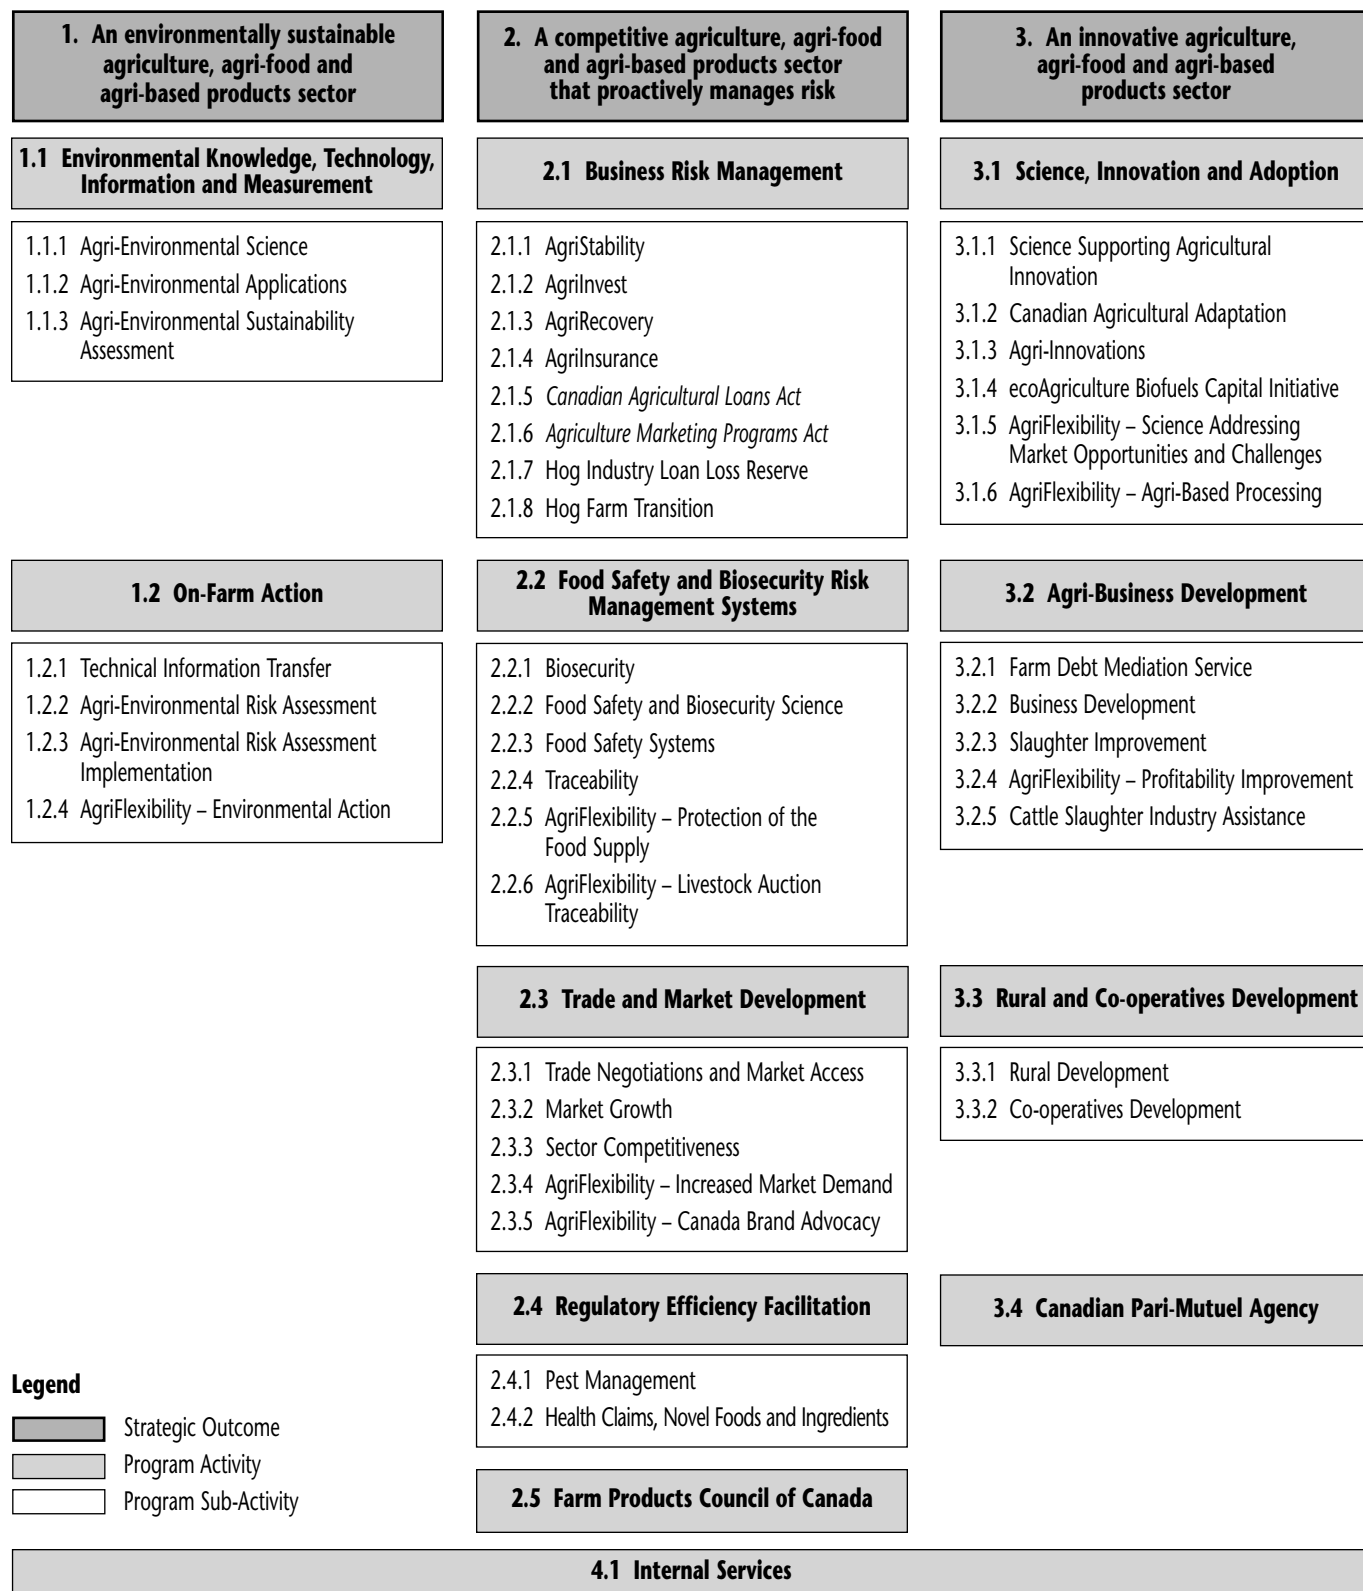 1. An environmentally sustainable
agriculture, agri-food and
agri-based products sector
1.1 Environmental Knowledge, Technology,
Information and Measurement
1.1.1 Agri-Environmental Science
1.1.2 Agri-Environmental Applications
1.1.3 Agri-Environmental Sustainability
Assessment
1.2 On-Farm Action
1.2.1 Technical Information Transfer
1.2.2 Agri-Environmental Risk Assessment
1.2.3 Agri-Environmental Risk Assessment
Implementation
1.2.4 AgriFlexibility – Environmental Action
2. A competitive agriculture, agri-food
and agri-based products sector
that proactively manages risk
2.1 Business Risk Management
2.1.1 AgriStability
2.1.2 AgriInvest
2.1.3 AgriRecovery
2.1.4 AgriInsurance
2.1.5 Canadian Agricultural Loans Act
2.1.6 Agriculture Marketing Programs Act
2.1.7 Hog Industry Loan Loss Reserve
2.1.8 Hog Farm Transition
2.2 Food Safety and Biosecurity Risk
Management Systems
2.2.1 Biosecurity
2.2.2 Food Safety and Biosecurity Science
2.2.3 Food Safety Systems
2.2.4 Traceability
2.2.5 AgriFlexibility – Protection of the
Food Supply
2.2.6 AgriFlexibility – Livestock Auction
Traceability
2.3 Trade and Market Development
2.3.1 Trade Negotiations and Market Access
2.3.2 Market Growth
2.3.3 Sector Competitiveness
2.3.4 AgriFlexibility – Increased Market Demand
2.3.5 AgriFlexibility – Canada Brand Advocacy
2.4 Regulatory Efficiency Facilitation
2.4.1 Pest Management
2.4.2 Health Claims, Novel Foods and Ingredients
2.5 Farm Products Council of Canada
3. An innovative agriculture,
agri-food and agri-based
products sector
3.1 Science, Innovation and Adoption
3.1.1 Science Supporting Agricultural
Innovation
3.1.2 Canadian Agricultural Adaptation
3.1.3 Agri-Innovations
3.1.4 ecoAgriculture Biofuels Capital Initiative
3.1.5 AgriFlexibility – Science Addressing
Market Opportunities and Challenges
3.1.6 AgriFlexibility – Agri-Based Processing
3.2 Agri-Business Development
3.2.1 Farm Debt Mediation Service
3.2.2 Business Development
3.2.3 Slaughter Improvement
3.2.4 AgriFlexibility – Profitability Improvement
3.2.5 Cattle Slaughter Industry Assistance
3.3 Rural and Co-operatives Development
3.3.1 Rural Development
3.3.2 Co-operatives Development
3.4 Canadian Pari-Mutuel Agency
Legend
Strategic Outcome
Program Activity
Program Sub-Activity
4.1 Internal Services